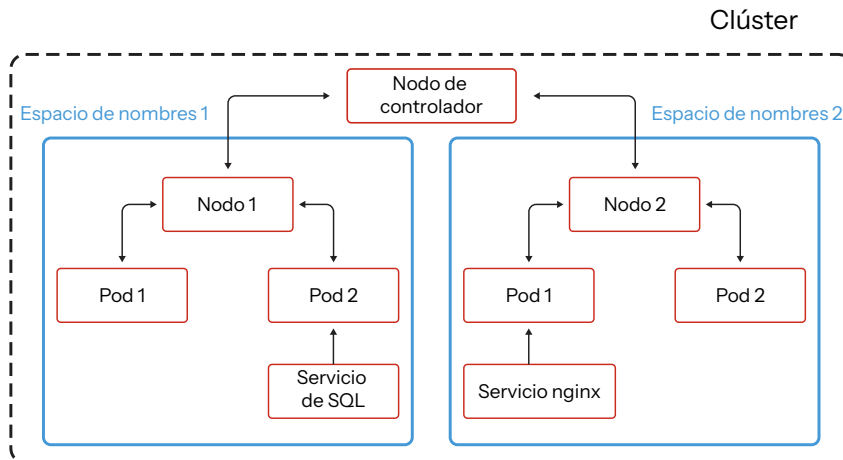 Clúster
Nodo de
controlador
Espacio de nombres 1
Espacio de nombres 2
Nodo 1
Nodo 2
Pod 1
Pod 2
Pod 1
Pod 2
Servicio
de SQL
Servicio nginx